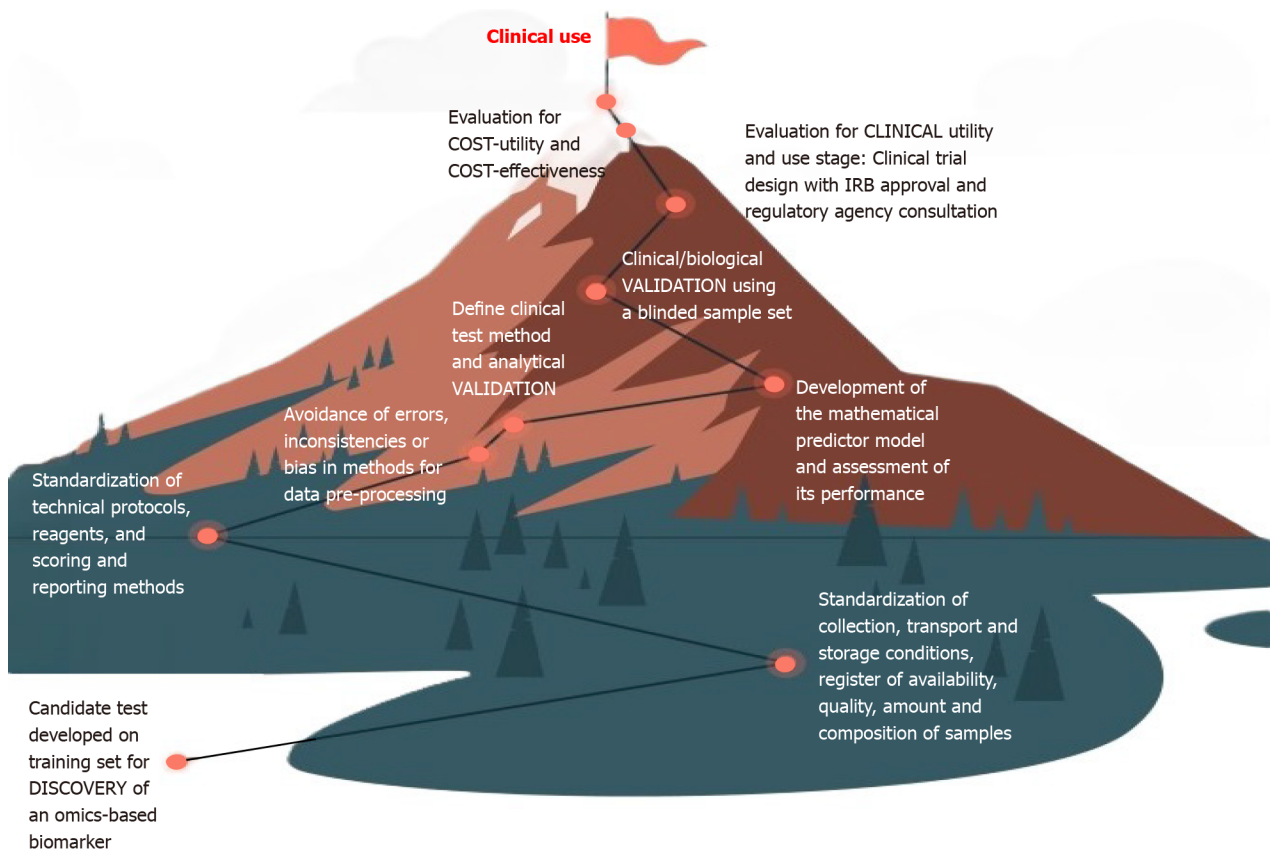 Clinical use
Evaluation for
COST-utility and
COST-effectiveness
Evaluation for CLINICAL utility
and use stage: Clinical trial
design with IRB approval and
regulatory agency consultation
Clinical/biological
VALIDATION using
a blinded sample set
Define clinical
test method
and analytical
VALIDATION
Development of
the mathematical
predictor model
and assessment of
its performance
Avoidance of errors,
inconsistencies or
bias in methods for
data pre-processing
Standardization of
technical protocols,
reagents, and
scoring and
reporting methods
Standardization of
collection, transport and
storage conditions,
register of availability,
quality, amount and
composition of samples
Candidate test
developed on
training set for
DISCOVERY of
an omics-based
biomarker